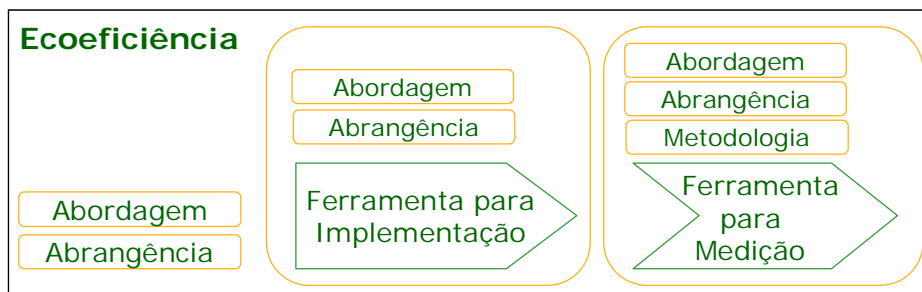 Ecoeficiência
Abordagem
Abrangência
Abordagem
Abrangência
Ferramenta para
Implementação
Abordagem
Abrangência
Metodologia
Ferramenta
para
Medição